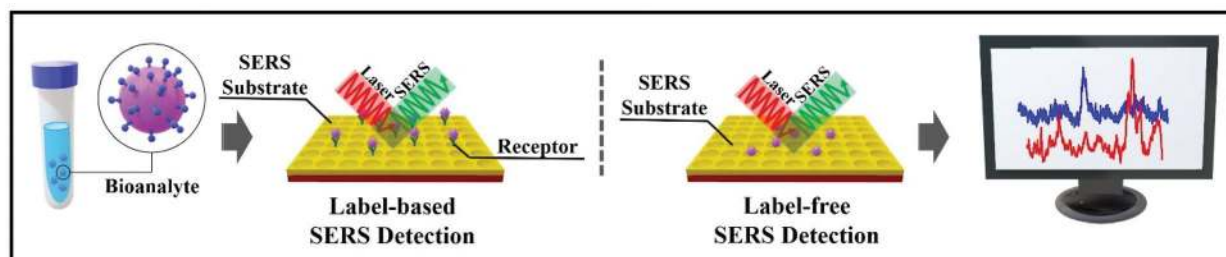 Bioanalyte
SERS
Substrate
Laser
SERS
Receptor
Label-based
SERS Detection
SERS
Substrate
Laser
SERS
Label-free
SERS Detection